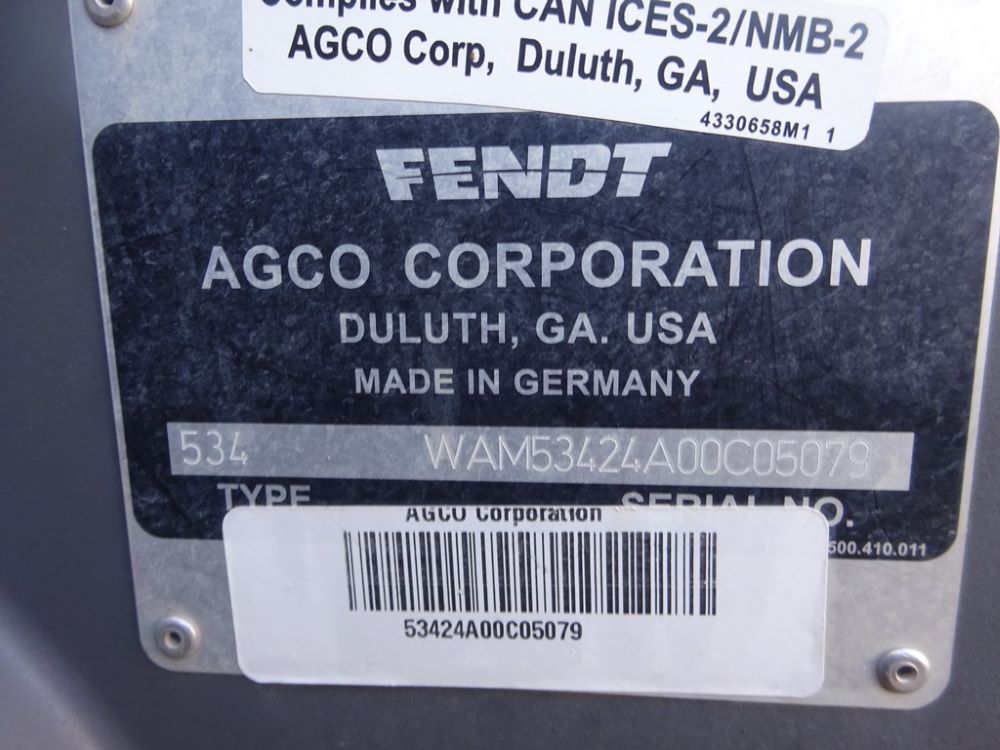 Complies with CAN ICES-2/NMB-2
AGCO Corp, Duluth, GA, USA
4330658M1 1
FENDT
AGCO CORPORATION
DULUTH, GA. USA
MADE IN GERMANY
534 WAM53424A00C05079
TYPE SERIAL NO.
500.410.011
AGCO Corporation
53424A00C05079